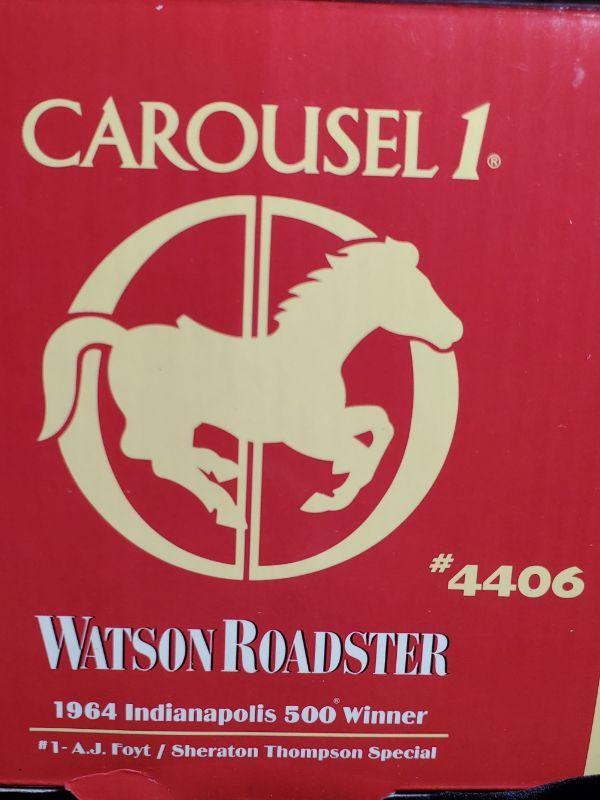 CAROUSEL 1®
#4406
WATSON ROADSTER
1964 Indianapolis 500® Winner
#1- A.J. Foyt / Sheraton Thompson Special